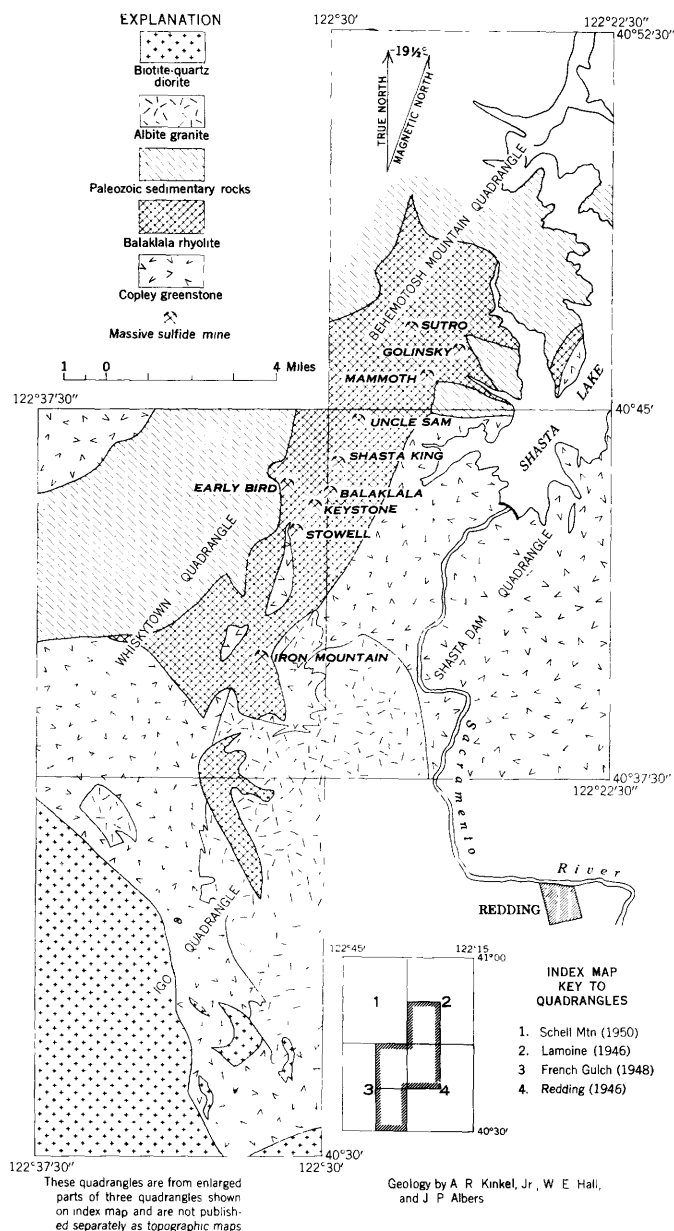 EXPLANATION
Biotite-quartz
diorite
Albite granite
Paleozoic sedimentary rocks
Balaklala rhyolite
Copley greenstone
Massive sulfide mine
1 0 4 Miles
122°30'
122°22'30"
40°52'30"
19½°
TRUE NORTH
MAGNETIC NORTH
BEHEMOTOSH MOUNTAIN QUADRANGLE
SUTRO
GOLINSKY
MAMMOTH
SHASTA LAKE
122°37'30"
40°45'
UNCLE SAM
SHASTA KING
EARLY BIRD
BALAKLALA
KEYSTONE
STOWELL
WHISKYTOWN QUADRANGLE
SHASTA DAM QUADRANGLE
IRON MOUNTAIN
40°37'30"
122°22'30"
Sacramento River
REDDING
IGO QUADRANGLE
122°45' 122°15'
41°00'
1 2
3 4
40°30'
INDEX MAP
KEY TO
QUADRANGLES
1. Schell Mtn (1950)
2. Lamoine (1946)
3 French Gulch (1948)
4. Redding (1946)
40°30'
122°37'30" 122°30'
These quadrangles are from enlarged
parts of three quadrangles shown
on index map and are not publish-
ed separately as topographic maps
Geology by A R Kinkel, Jr, W E Hall,
and J P Albers